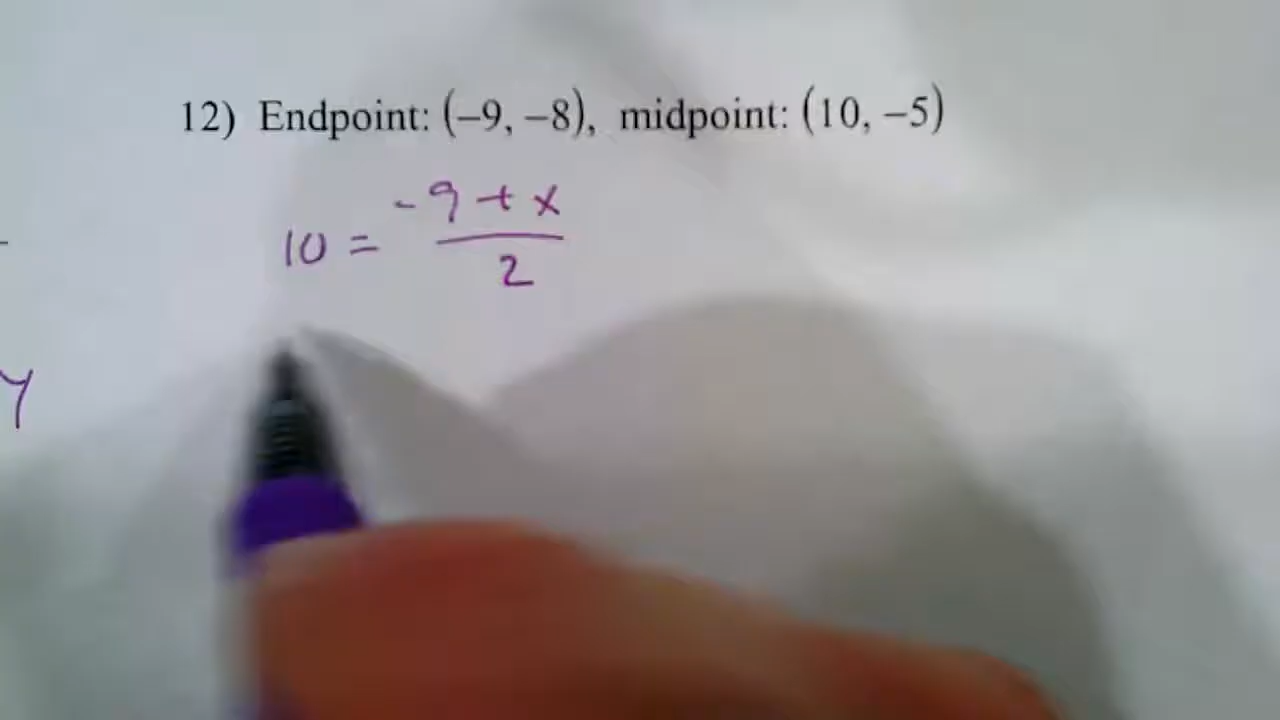 12) Endpoint: (−9, −8), midpoint: (10, −5)
10 = -9 + x
2
y